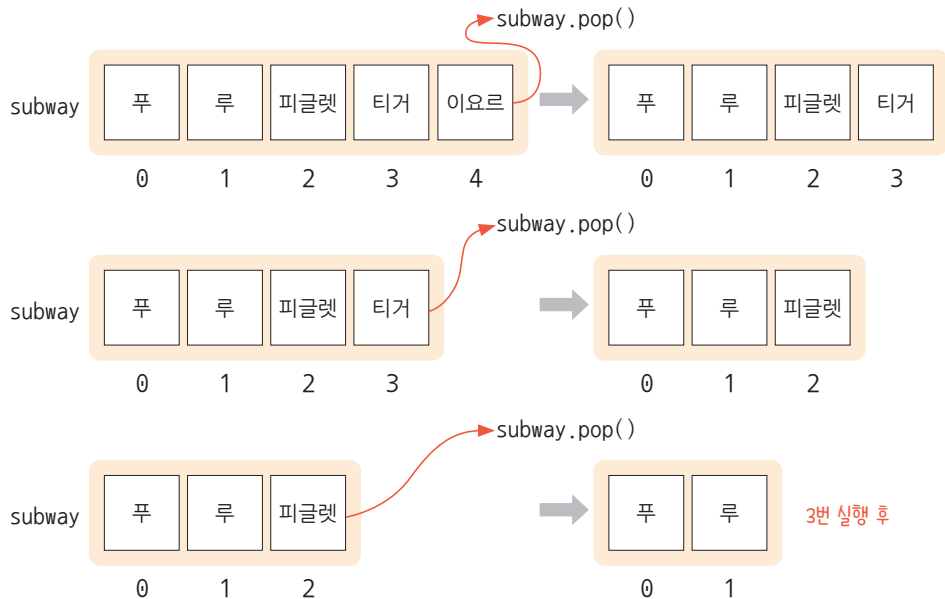 subway.pop()
subway 푸 루 피글렛 티거 이요르 푸 루 피글렛 티거
0 1 2 3 4 0 1 2 3
subway.pop()
subway 푸 루 피글렛 티거 푸 루 피글렛
0 1 2 3 0 1 2
subway.pop()
subway 푸 루 피글렛 푸 루 3번 실행 후
0 1 2 0 1